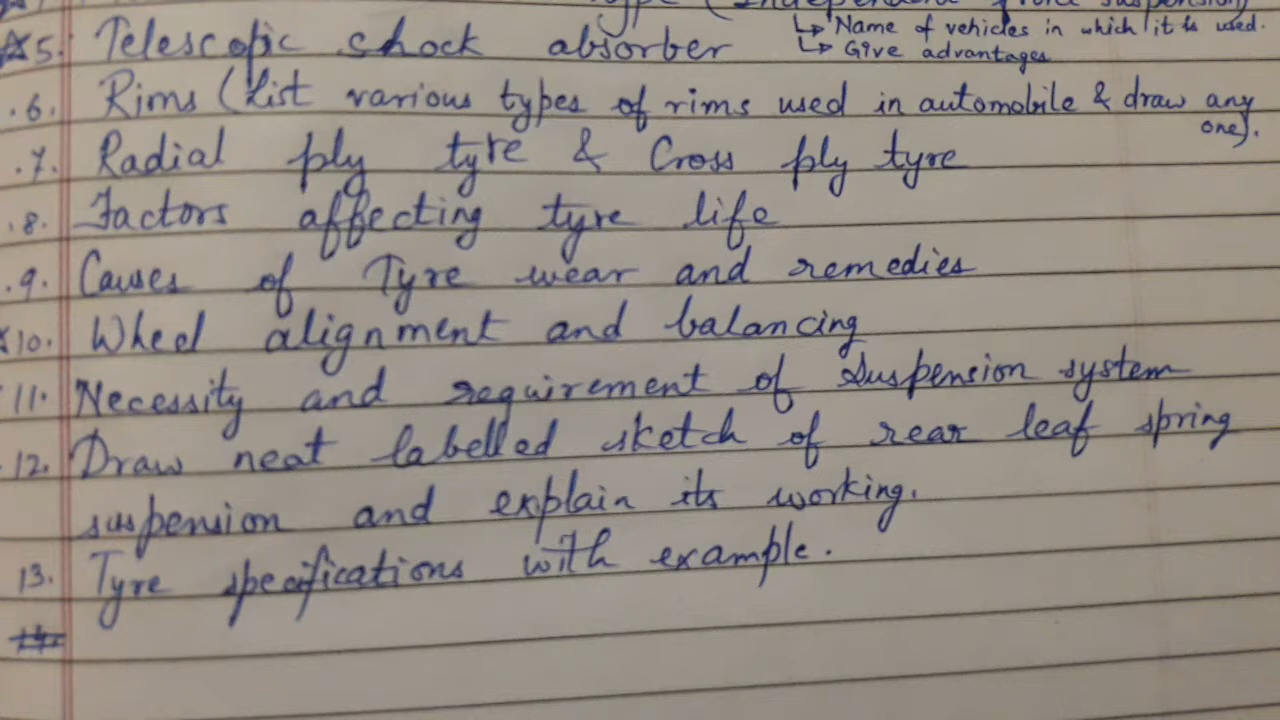 Type (Independent front suspension)
*5. Telescopic shock absorber ↳ Name of vehicles in which it is used.
↳ Give advantages
.6. Rims (List various types of rims used in automobile & draw any
one).
.7. Radial ply tyre & Cross ply tyre
.8. Factors affecting tyre life
.9. Causes of Tyre wear and remedies
*10. Wheel alignment and balancing
11. Necessity and requirement of Suspension system
12. Draw neat labelled sketch of rear leaf spring
suspension and explain its working.
13. Tyre specifications with example.